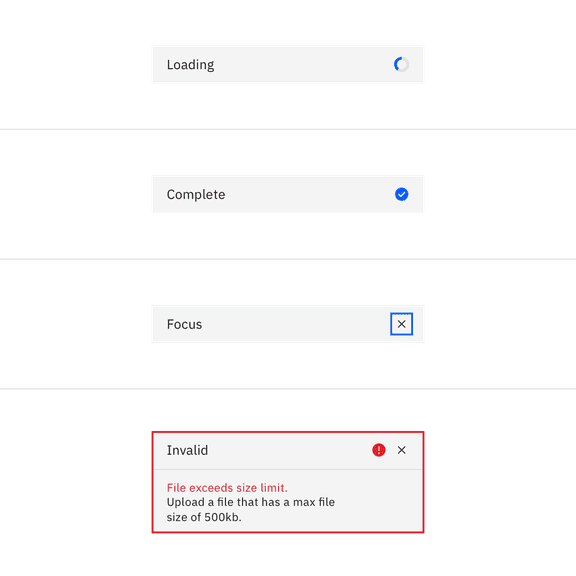 Loading
Complete
Focus
Invalid
File exceeds size limit.
Upload a file that has a max file
size of 500kb.